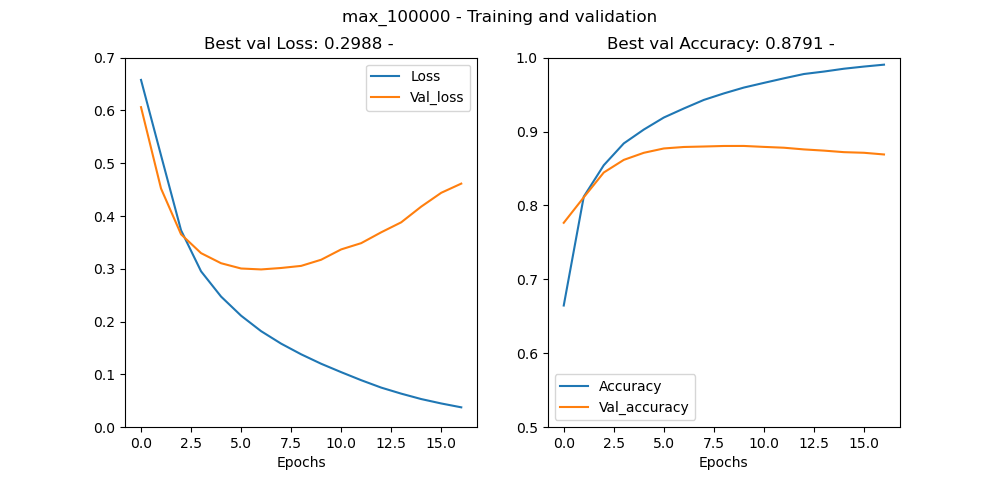 max_100000 - Training and validation
Best val Loss: 0.2988 -
0.7
0.6
0.5
0.4
0.3
0.2
0.1
0.0
Loss
Val_loss
0.0 2.5 5.0 7.5 10.0 12.5 15.0
Epochs
Best val Accuracy: 0.8791 -
1.0
0.9
0.8
0.7
0.6
0.5
Accuracy
Val_accuracy
0.0 2.5 5.0 7.5 10.0 12.5 15.0
Epochs